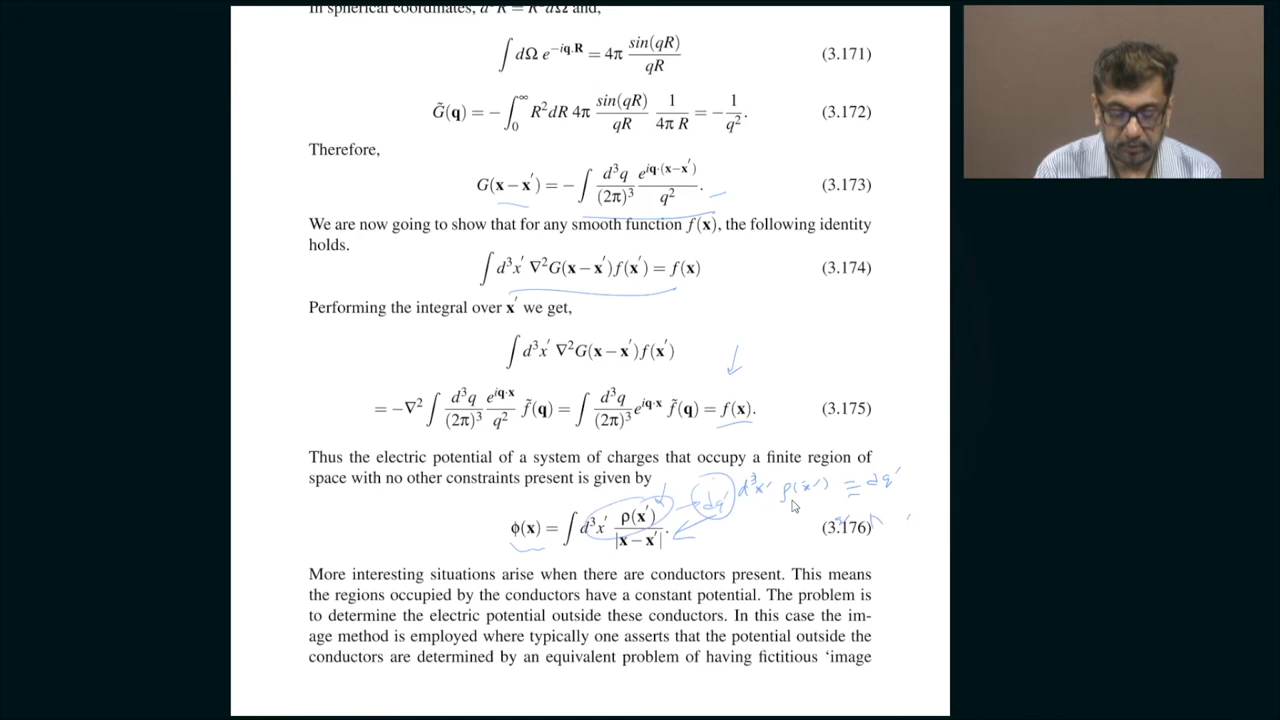 In spherical coordinates, d³R = R² dΩ and,
∫ dΩ e^{-iq.R} = 4π sin(qR)/qR (3.171)
G̃(q) = − ∫₀^∞ R²dR 4π sin(qR)/qR 1/4π R = − 1/q². (3.172)
Therefore,
G(x − x′) = − ∫ d³q/(2π)³ e^{iq·(x−x′)}/q². (3.173)
We are now going to show that for any smooth function f(x), the following identity
holds.
∫ d³x′ ∇²G(x − x′) f(x′) = f(x) (3.174)
Performing the integral over x′ we get,
∫ d³x′ ∇²G(x − x′) f(x′)
= −∇² ∫ d³q/(2π)³ e^{iq·x}/q² f̃(q) = ∫ d³q/(2π)³ e^{iq·x} f̃(q) = f(x). (3.175)
Thus the electric potential of a system of charges that occupy a finite region of
space with no other constraints present is given by
dq′ d³x′ ρ(x′) = dq′
φ(x) = ∫ d³x′ ρ(x′)/|x − x′|. (3.176)
More interesting situations arise when there are conductors present. This means
the regions occupied by the conductors have a constant potential. The problem is
to determine the electric potential outside these conductors. In this case the im-
age method is employed where typically one asserts that the potential outside the
conductors are determined by an equivalent problem of having fictitious ‘image